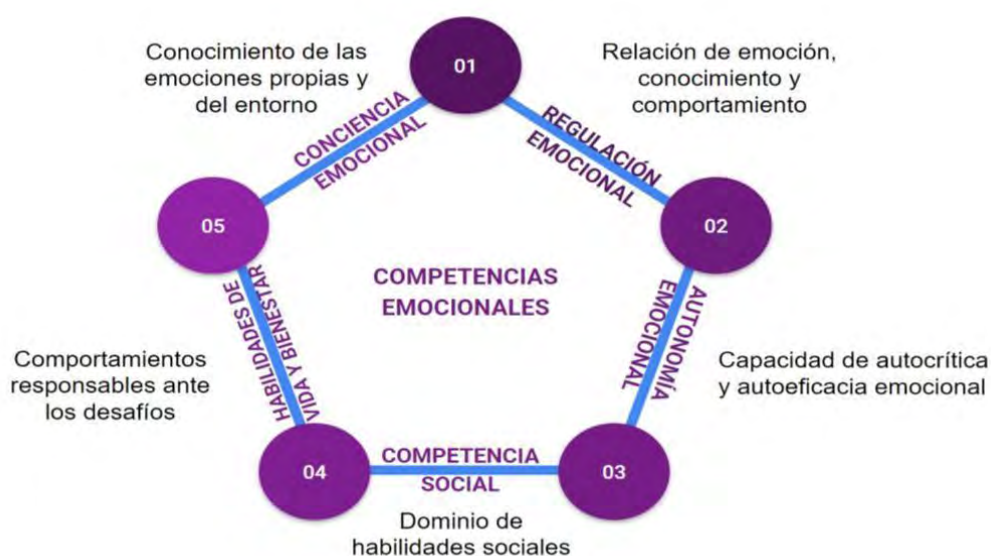 Conocimiento de las
emociones propias y
del entorno
01
Relación de emoción,
conocimiento y
comportamiento
CONCIENCIA
EMOCIONAL
REGULACIÓN
EMOCIONAL
05
02
COMPETENCIAS
EMOCIONALES
HABILIDADES DE
VIDA Y BIENESTAR
AUTONOMÍA
EMOCIONAL
Comportamientos
responsables ante
los desafíos
Capacidad de autocrítica
y autoeficacia emocional
04
COMPETENCIA
SOCIAL
03
Dominio de
habilidades sociales